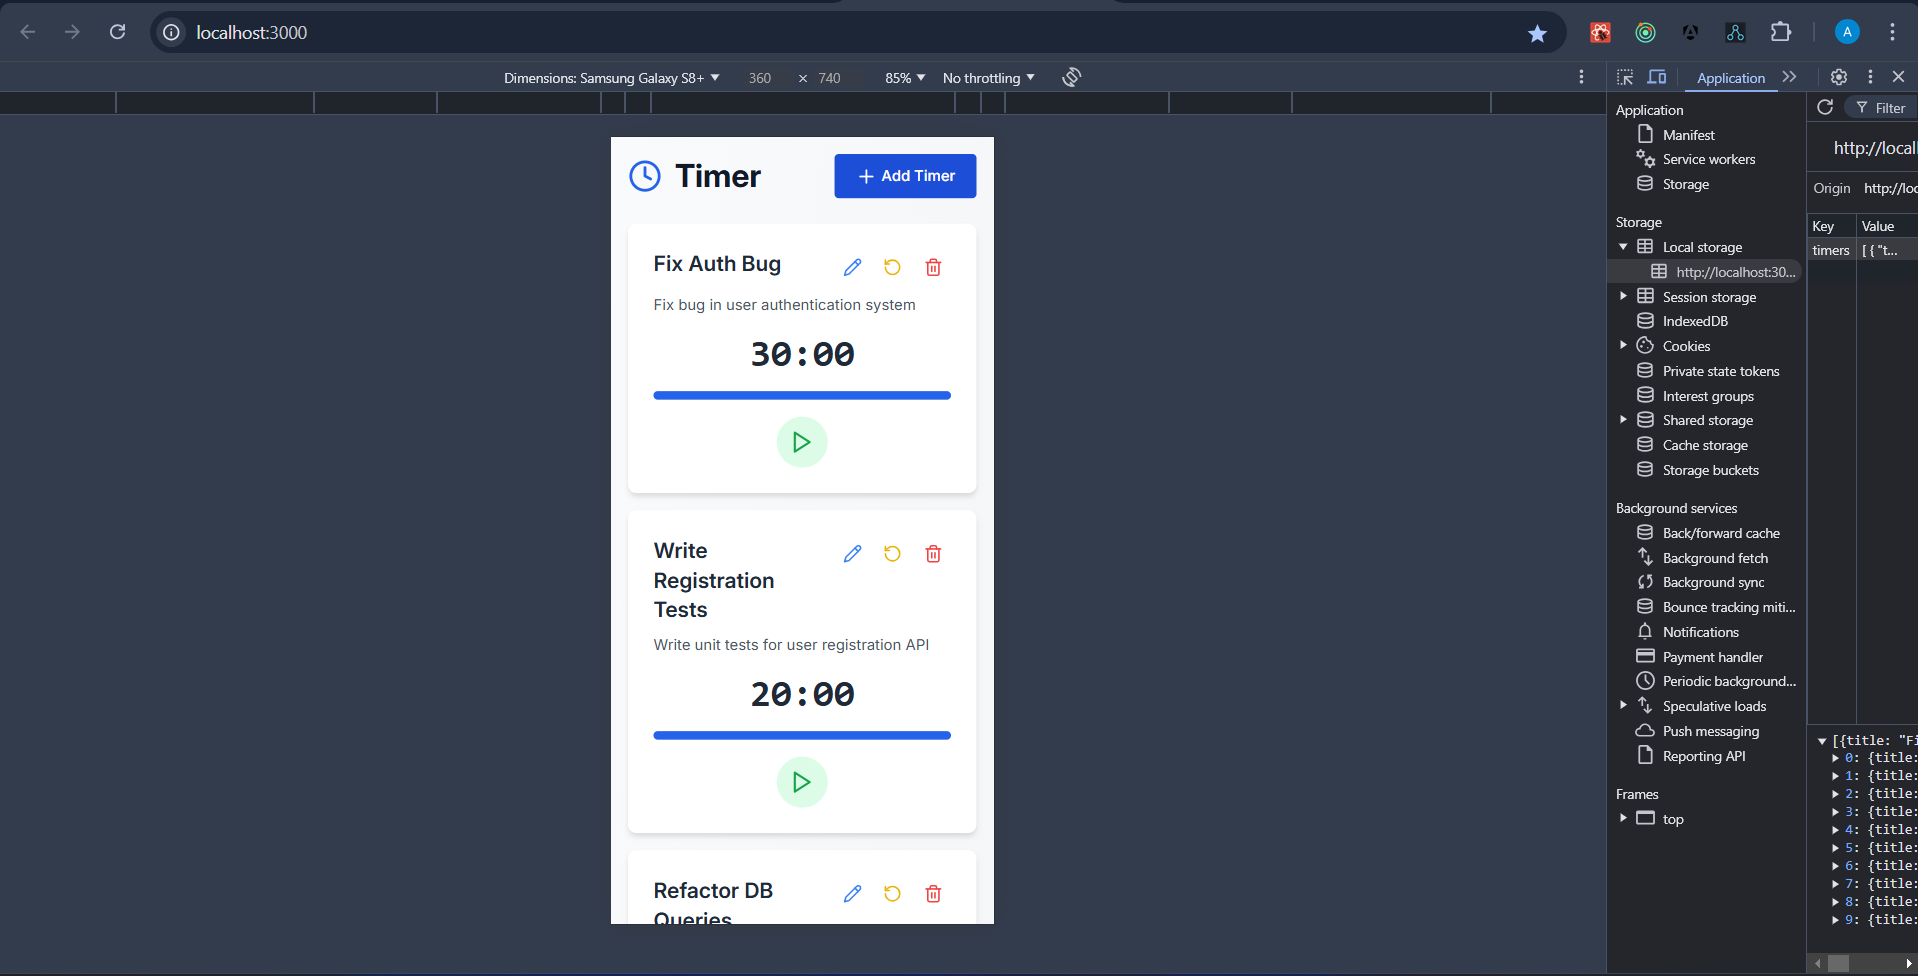 localhost:3000
A
Dimensions: Samsung Galaxy S8+ 360 × 740 85% No throttling
Timer
+ Add Timer
Fix Auth Bug
Fix bug in user authentication system
30:00
Write
Registration
Tests
Write unit tests for user registration API
20:00
Refactor DB
Queries
Application
Application
Manifest
Service workers
Storage
Storage
Local storage
http://localhost:30...
Session storage
IndexedDB
Cookies
Private state tokens
Interest groups
Shared storage
Cache storage
Storage buckets
Background services
Back/forward cache
Background fetch
Background sync
Bounce tracking miti...
Notifications
Payment handler
Periodic background...
Speculative loads
Push messaging
Reporting API
Frames
top
Filter
http://local
Origin http://loc
Key Value
timers [ { "t...
[{title: "Fi
0: {title:
1: {title:
2: {title:
3: {title:
4: {title:
5: {title:
6: {title:
7: {title:
8: {title:
9: {title: